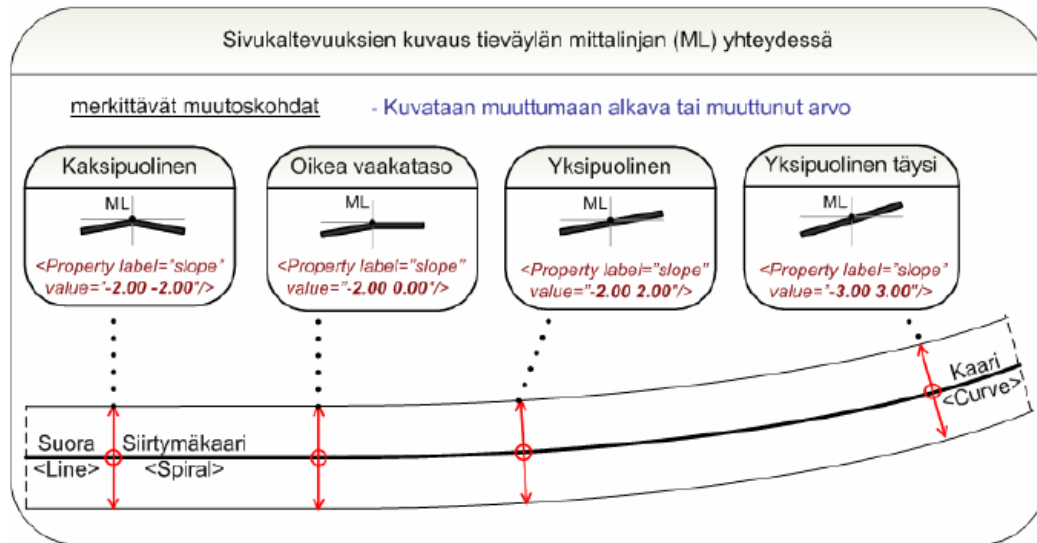 Sivukaltevuuksien kuvaus tieväylän mittalinjan (ML) yhteydessä
merkittävät muutoskohdat - Kuvataan muuttumaan alkava tai muuttunut arvo
Kaksipuolinen
ML
<Property label="slope"
value="-2.00 -2.00"/>
Oikea vaakataso
ML
<Property label="slope"
value="-2.00 0.00"/>
Yksipuolinen
ML
<Property label="slope"
value="-2.00 2.00"/>
Yksipuolinen täysi
ML
<Property label="slope"
value="-3.00 3.00"/>
Suora
<Line>
Siirtymäkaari
<Spiral>
Kaari
<Curve>